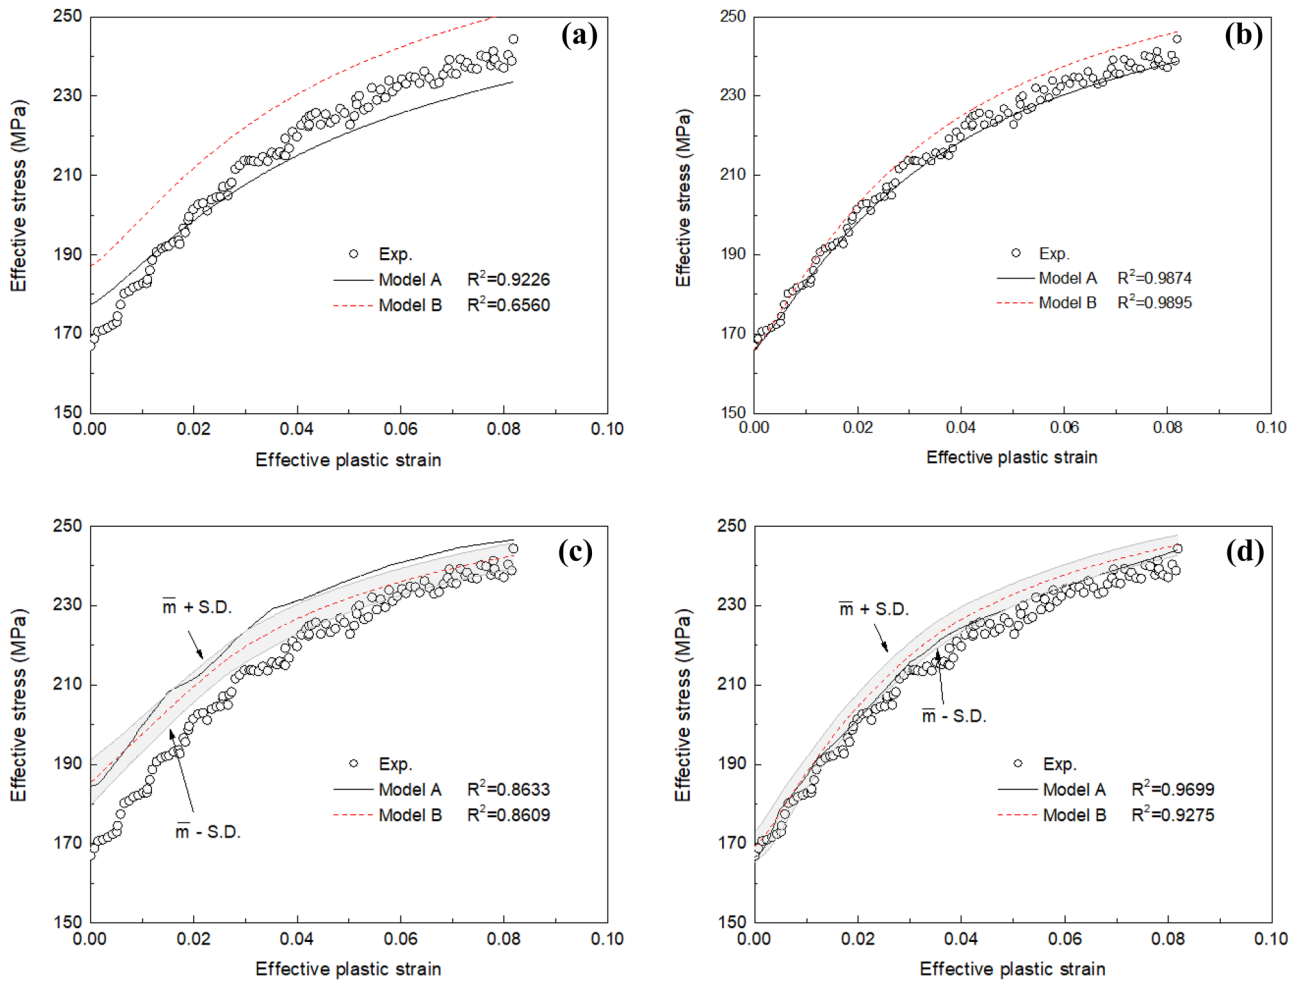 (a)
Effective stress (MPa)
250
230
210
190
170
150
Exp.
Model A R²=0.9226
Model B R²=0.6560
0.00 0.02 0.04 0.06 0.08 0.10
Effective plastic strain
(b)
Effective stress (MPa)
250
230
210
190
170
150
Exp.
Model A R²=0.9874
Model B R²=0.9895
0.00 0.02 0.04 0.06 0.08 0.10
Effective plastic strain
(c)
Effective stress (MPa)
250
230
210
190
170
150
m̅ + S.D.
m̅ - S.D.
Exp.
Model A R²=0.8633
Model B R²=0.8609
0.00 0.02 0.04 0.06 0.08 0.10
Effective plastic strain
(d)
Effective stress (MPa)
250
230
210
190
170
150
m̅ + S.D.
m̅ - S.D.
Exp.
Model A R²=0.9699
Model B R²=0.9275
0.00 0.02 0.04 0.06 0.08 0.10
Effective plastic strain